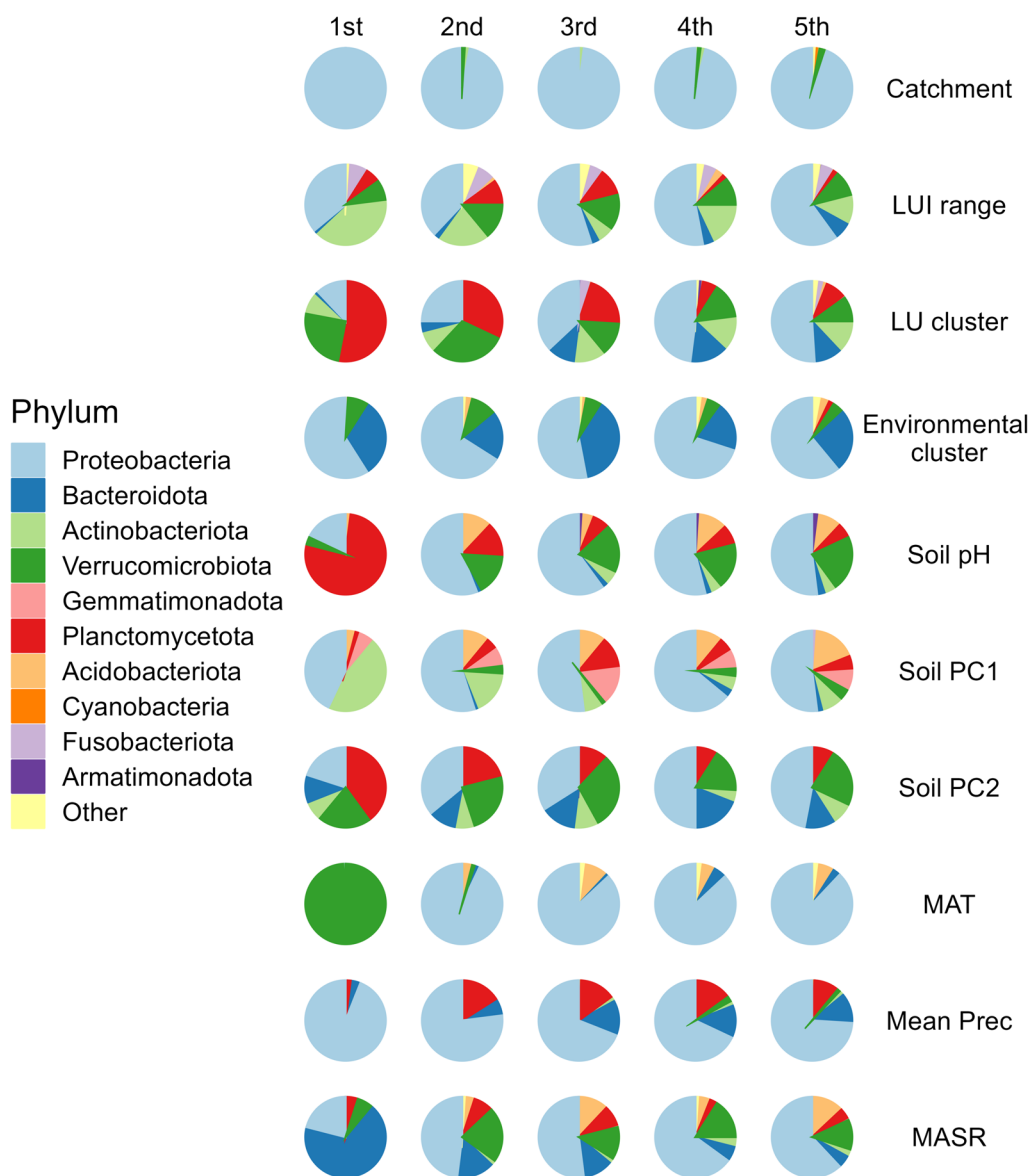 1st 2nd 3rd 4th 5th
Catchment
LUI range
LU cluster
Phylum
Environmental
cluster
Proteobacteria
Bacteroidota
Actinobacteriota
Verrucomicrobiota
Soil pH
Gemmatimonadota
Planctomycetota
Acidobacteriota
Soil PC1
Cyanobacteria
Fusobacteriota
Armatimonadota
Soil PC2
Other
MAT
Mean Prec
MASR